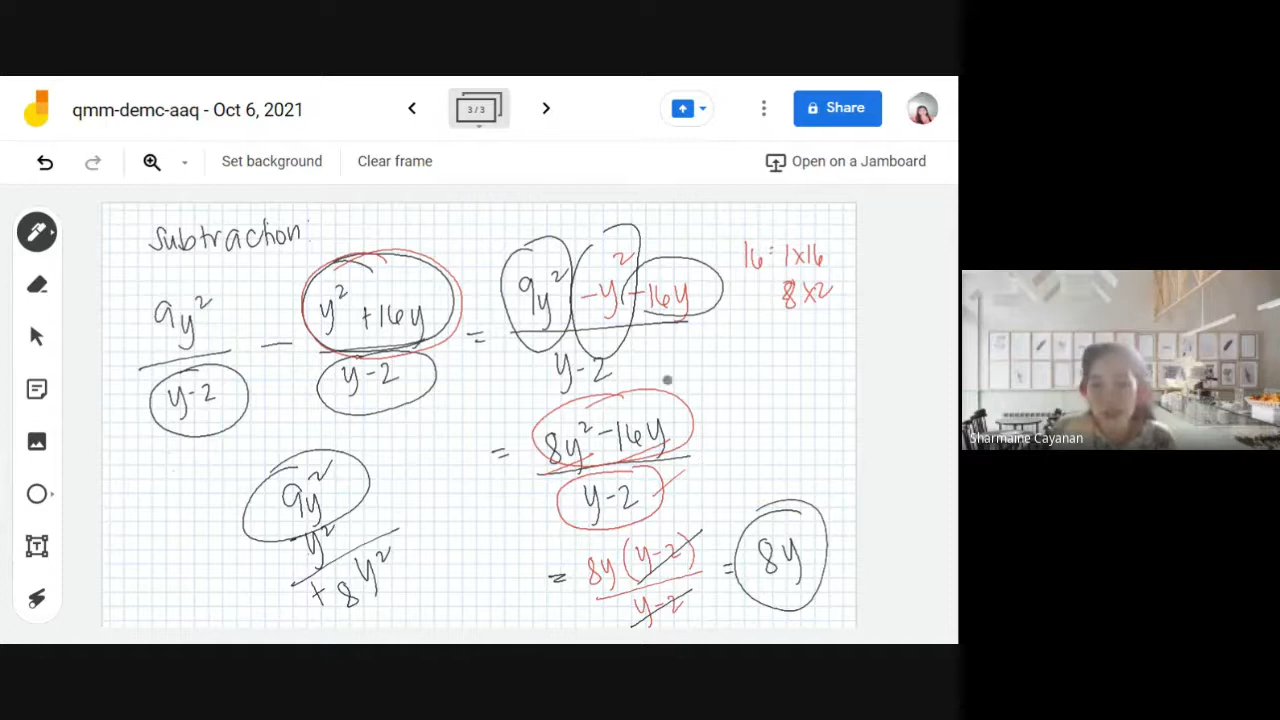 qmm-demc-aaq - Oct 6, 2021
3 / 3
Share
Set background
Clear frame
Open on a Jamboard
subtraction:
9y² / y-2 - y² + 16y / y-2 = 9y² - y² - 16y / y-2
16 = 1x16
8x2
= 8y² - 16y / y-2
9y²
y²
+ 8y²
= 8y (y-2) / y-2 = 8y
Sharmaine Cayanan